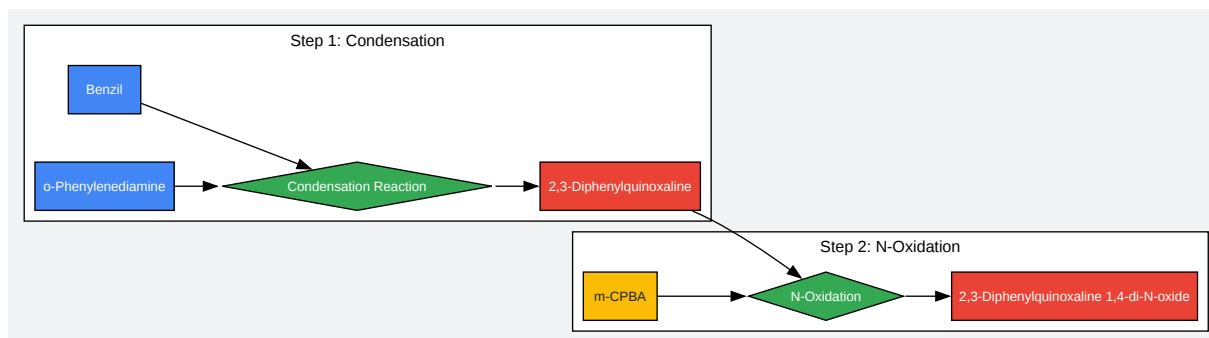 Step 1: Condensation
Benzil
o-Phenylenediamine
Condensation Reaction
2,3-Diphenylquinoxaline
Step 2: N-Oxidation
m-CPBA
N-Oxidation
2,3-Diphenylquinoxaline 1,4-di-N-oxide